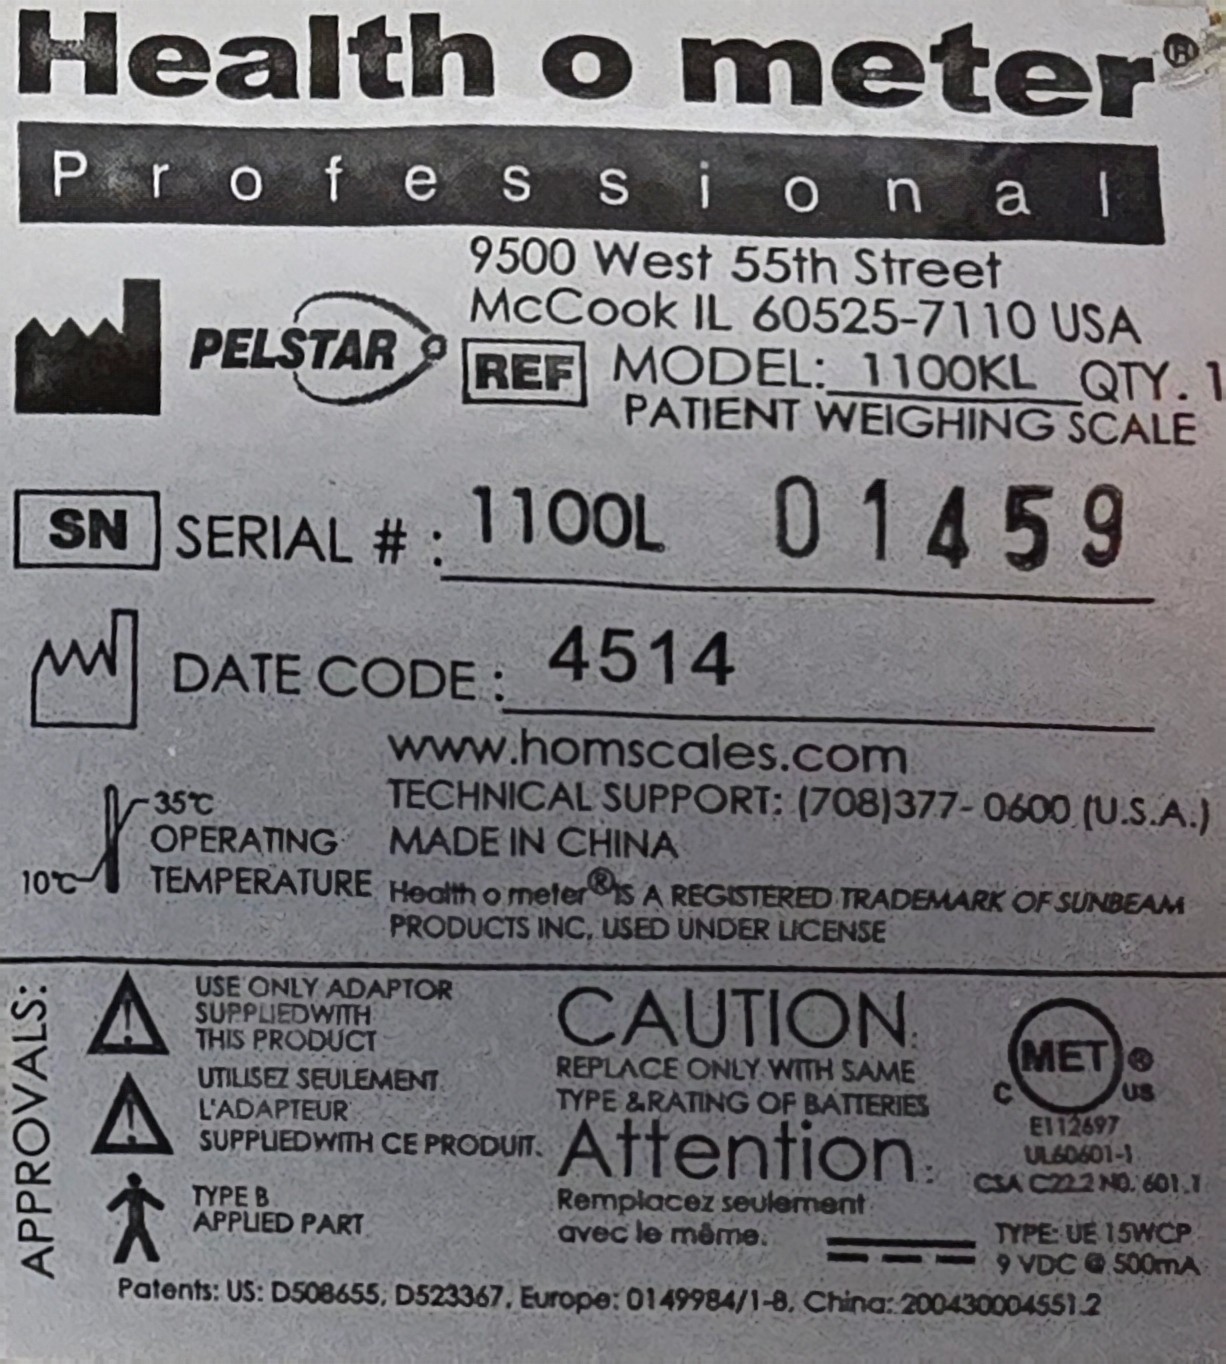 Health o meter®
Professional
PELSTAR
9500 West 55th Street
McCook IL 60525-7110 USA
REF MODEL: 1100KL QTY. 1
PATIENT WEIGHING SCALE
SN SERIAL # : 1100L 01459
DATE CODE : 4514
www.homscales.com
TECHNICAL SUPPORT: (708)377-0600 (U.S.A.)
MADE IN CHINA
Health o meter® IS A REGISTERED TRADEMARK OF SUNBEAM
PRODUCTS INC, USED UNDER LICENSE
35°C
OPERATING
10°C TEMPERATURE
APPROVALS:
USE ONLY ADAPTOR
SUPPLIEDWITH
THIS PRODUCT
UTILISEZ SEULEMENT
L'ADAPTEUR
SUPPLIEDWITH CE PRODUIT.
TYPE B
APPLIED PART
CAUTION:
REPLACE ONLY WITH SAME
TYPE & RATING OF BATTERIES
Attention:
Remplacez seulement
avec le même.
MET ®
C US
E112697
UL60601-1
CSA C22.2 NO. 601.1
TYPE: UE 15WCP
9 VDC @ 500mA
Patents: US: D508655, D523367, Europe: 0149984/1-8, China: 200430004551.2